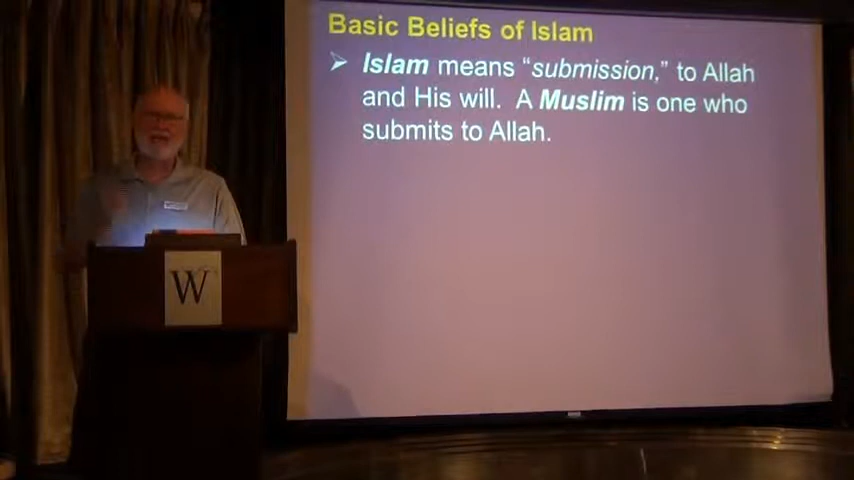 Basic Beliefs of Islam
➢ Islam means “submission,” to Allah
and His will. A Muslim is one who
submits to Allah.
W